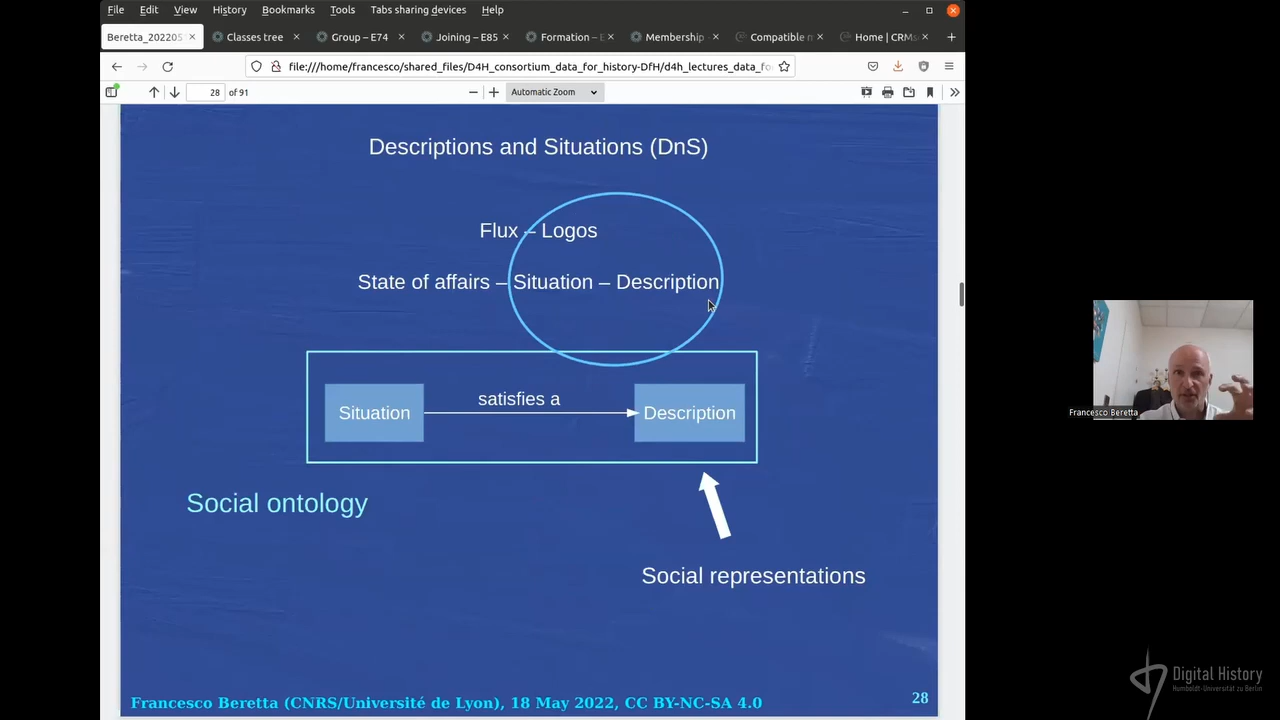 File Edit View History Bookmarks Tools Tabs sharing devices Help
Beretta_202205 Classes tree Group – E74 Joining – E85 Formation – E Membership - Compatible m Home | CRMs
file:///home/francesco/shared_files/D4H_consortium_data_for_history-DfH/d4h_lectures_data_fo
28 of 91 Automatic Zoom
Descriptions and Situations (DnS)
Flux – Logos
State of affairs – Situation – Description
satisfies a
Situation Description
Social ontology
Social representations
Francesco Beretta (CNRS/Université de Lyon), 18 May 2022, CC BY-NC-SA 4.0
28
Francesco Beretta
Digital History
Humboldt-Universität zu Berlin